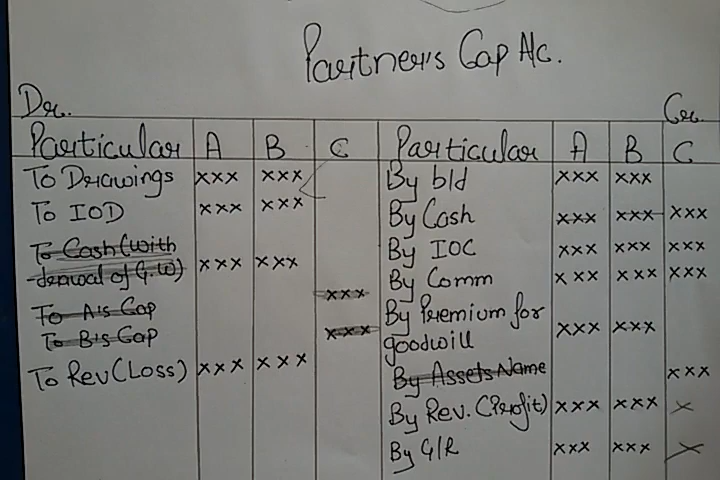 Partner's Cap A/c.
Dr. Cr.
Particular A B C Particular A B C
To Drawings xxx xxx By bld xxx xxx
To IOD xxx xxx By Cash xxx xxx xxx
To Cash (with
drawal of G.W) xxx xxx By IOC xxx xxx xxx
By Comm xxx xxx xxx
To A's Cap xxx By Premium for
To B's Cap xxx goodwill xxx xxx
To Rev (Loss) xxx xxx By Assets Name xxx
By Rev. (Profit) xxx xxx x
By G/R xxx xxx x